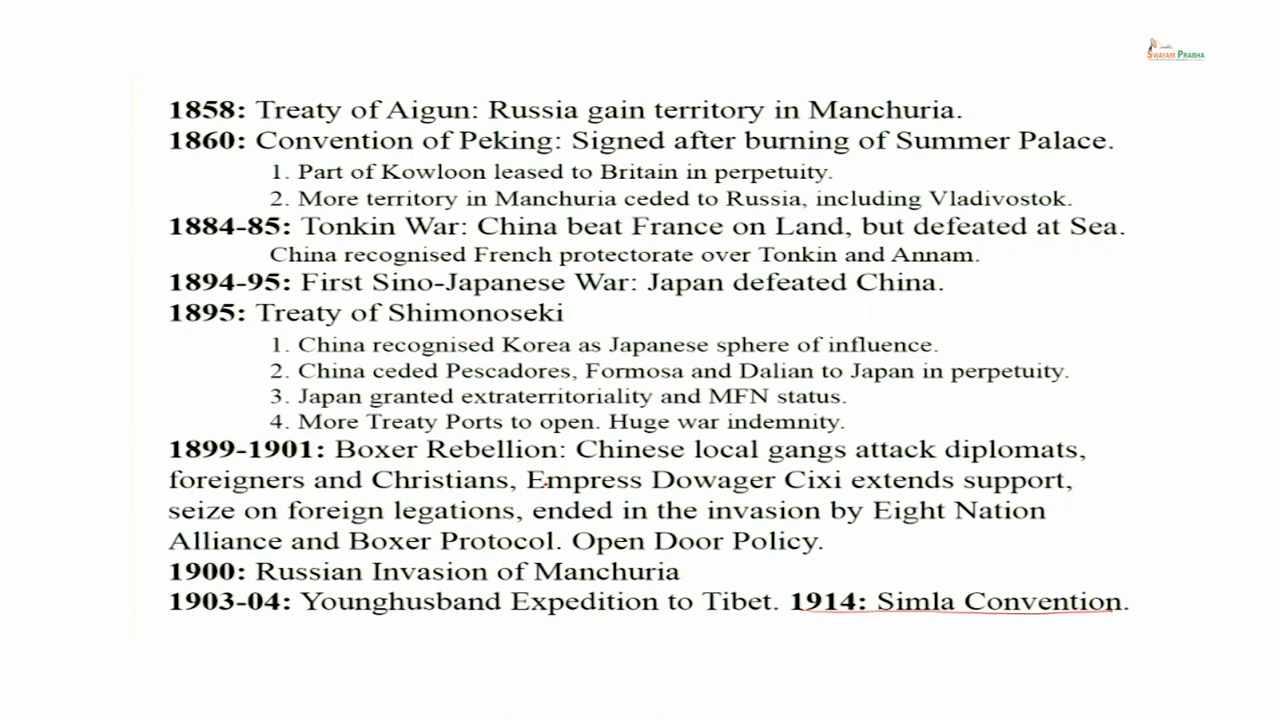 SWAYAM PRABHA
1858: Treaty of Aigun: Russia gain territory in Manchuria.
1860: Convention of Peking: Signed after burning of Summer Palace.
1. Part of Kowloon leased to Britain in perpetuity.
2. More territory in Manchuria ceded to Russia, including Vladivostok.
1884-85: Tonkin War: China beat France on Land, but defeated at Sea.
China recognised French protectorate over Tonkin and Annam.
1894-95: First Sino-Japanese War: Japan defeated China.
1895: Treaty of Shimonoseki
1. China recognised Korea as Japanese sphere of influence.
2. China ceded Pescadores, Formosa and Dalian to Japan in perpetuity.
3. Japan granted extraterritoriality and MFN status.
4. More Treaty Ports to open. Huge war indemnity.
1899-1901: Boxer Rebellion: Chinese local gangs attack diplomats,
foreigners and Christians, Empress Dowager Cixi extends support,
seize on foreign legations, ended in the invasion by Eight Nation
Alliance and Boxer Protocol. Open Door Policy.
1900: Russian Invasion of Manchuria
1903-04: Younghusband Expedition to Tibet. 1914: Simla Convention.